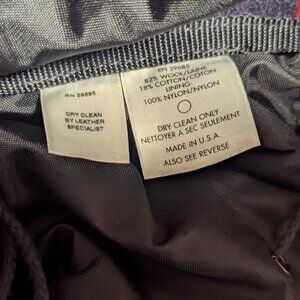 RN 29685
DRY CLEAN
BY LEATHER
SPECIALIST
RN 29685
82% WOOL/LAINE
18% COTTON/COTON
LINING
100% NYLON/NYLON
DRY CLEAN ONLY
NETTOYER A SEC SEULEMENT
MADE IN U.S.A.
ALSO SEE REVERSE